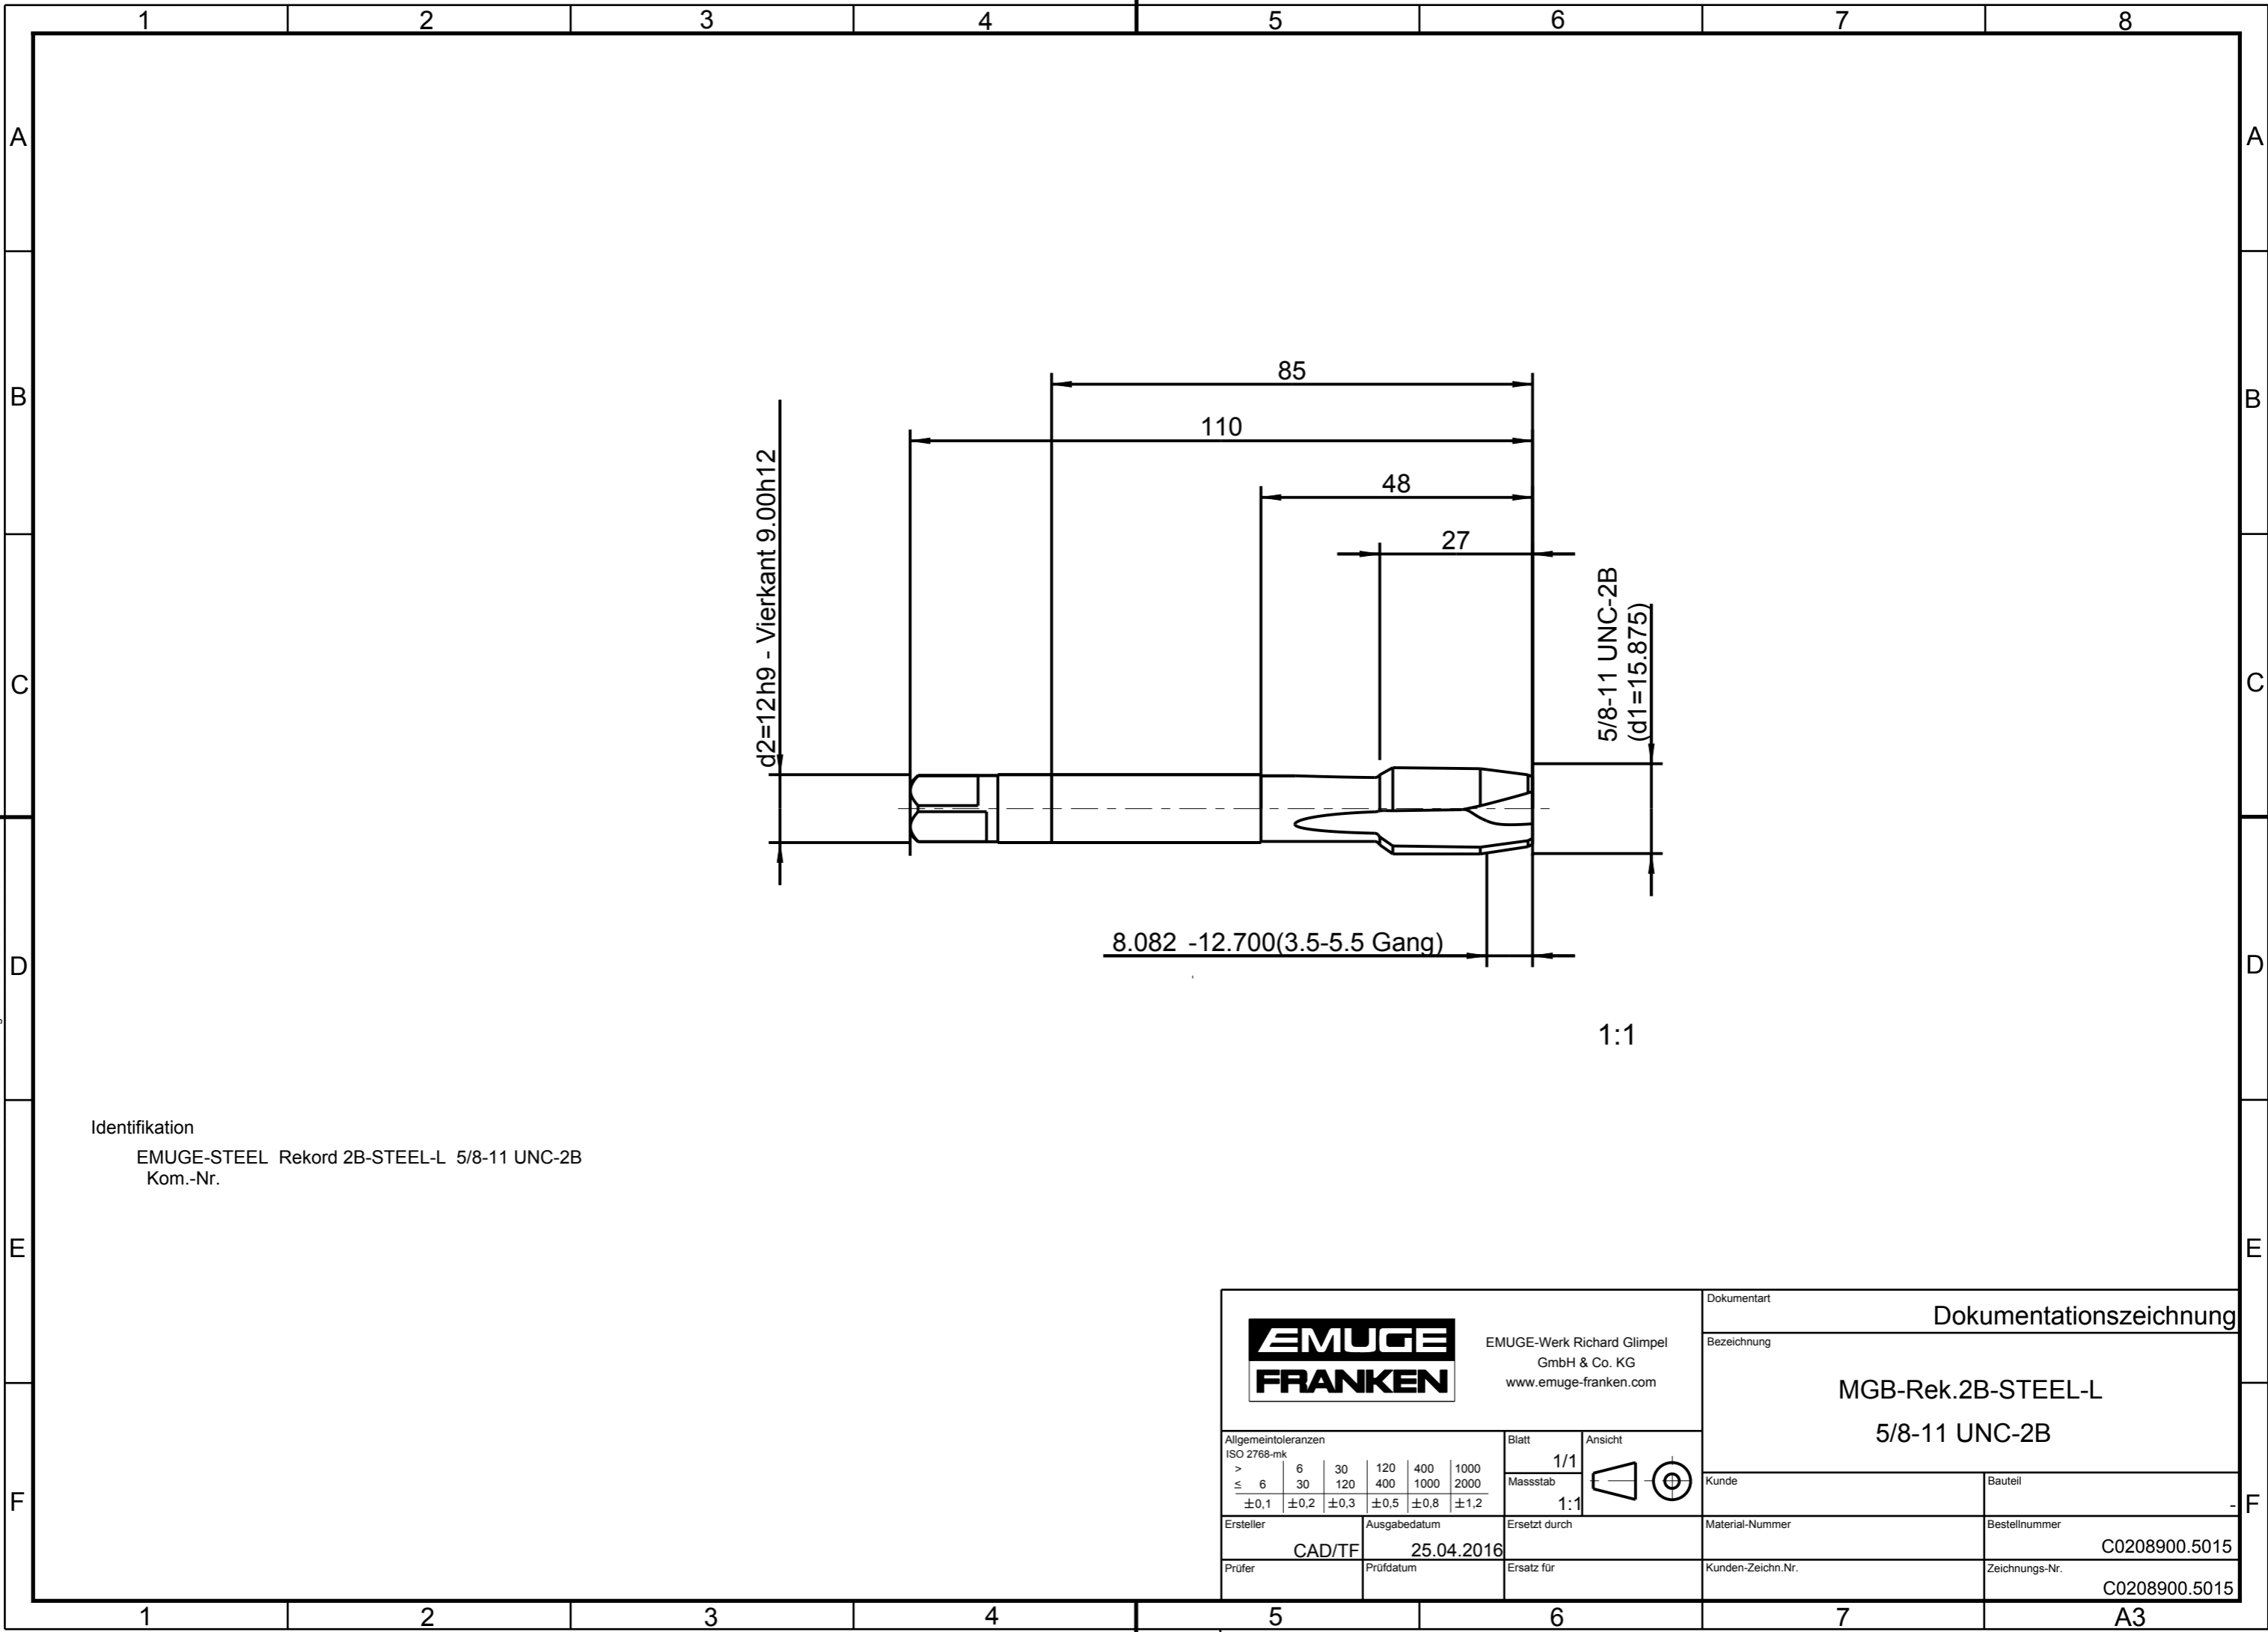 1 2 3 4 5 6 7 8
A A
B B
C C
D D
E E
F F
85
110
48
27
d2=12h9 - Vierkant 9.00h12
5/8-11 UNC-2B
(d1=15.875)
8.082 -12.700(3.5-5.5 Gang)
1:1
Identifikation
EMUGE-STEEL Rekord 2B-STEEL-L 5/8-11 UNC-2B
Kom.-Nr.
EMUGE
FRANKEN
EMUGE-Werk Richard Glimpel
GmbH & Co. KG
www.emuge-franken.com
Dokumentart
Dokumentationszeichnung
Bezeichnung
MGB-Rek.2B-STEEL-L
5/8-11 UNC-2B
Allgemeintoleranzen
ISO 2768-mk
> 6 30 120 400 1000
≤ 6 30 120 400 1000 2000
±0,1 ±0,2 ±0,3 ±0,5 ±0,8 ±1,2
Blatt
1/1
Ansicht
Massstab
1:1
Kunde
Bauteil
-
Ersteller
CAD/TF
Ausgabedatum
25.04.2016
Ersetzt durch
Material-Nummer
Bestellnummer
C0208900.5015
Prüfer
Prüfdatum
Ersatz für
Kunden-Zeichn.Nr.
Zeichnungs-Nr.
C0208900.5015
1 2 3 4 5 6 7 A3